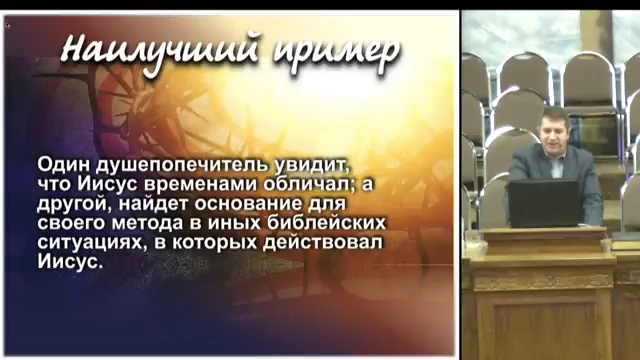 Наилучший пример
Один душепопечитель увидит,
что Иисус временами обличал; а
другой, найдет основание для
своего метода в иных библейских
ситуациях, в которых действовал
Иисус.